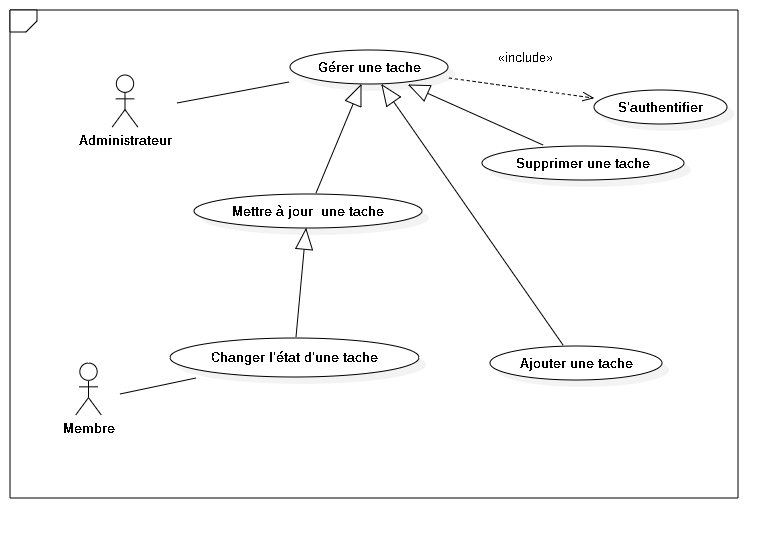 Gérer une tache
«include»
S'authentifier
Administrateur
Supprimer une tache
Mettre à jour  une tache
Changer l'état d'une tache
Ajouter une tache
Membre